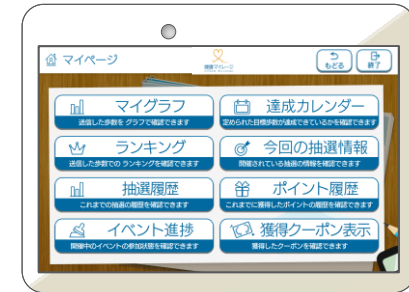 マイページ
健康マイレージ
もどる
終了
マイグラフ
送信した歩数を グラフで確認できます
達成カレンダー
定められた目標歩数が達成できているかを確認できます
ランキング
送信した歩数での ランキングを確認できます
今回の抽選情報
開催されている抽選の情報を確認できます
抽選履歴
これまでの抽選の履歴を確認できます
ポイント履歴
これまでに獲得したポイントの履歴を確認できます
イベント進捗
開催中のイベントの参加状態を確認できます
獲得クーポン表示
獲得したクーポンを確認できます